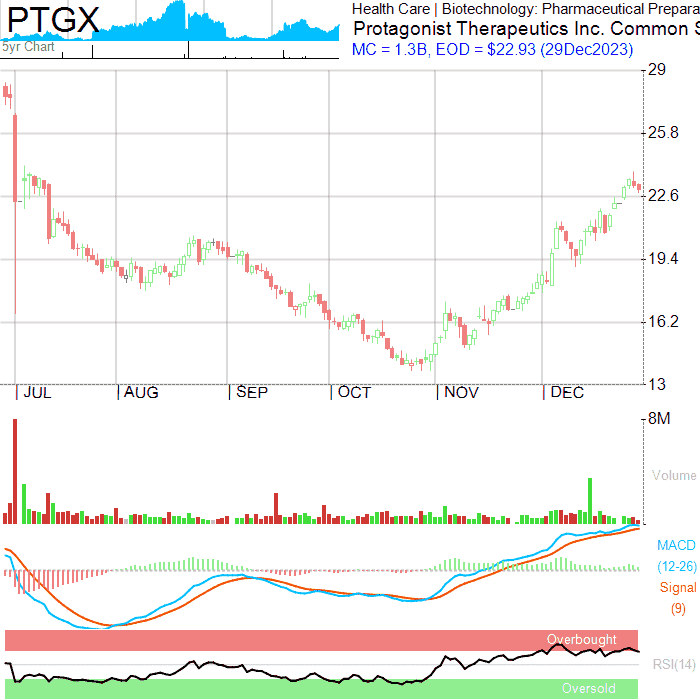 PTGX
5yr Chart
Health Care | Biotechnology: Pharmaceutical Prepara
Protagonist Therapeutics Inc. Common S
MC = 1.3B, EOD = $22.93 (29Dec2023)
29
25.8
22.6
19.4
16.2
13
JUL AUG SEP OCT NOV DEC
8M
Volume
MACD
(12-26)
Signal
(9)
Overbought
RSI(14)
Oversold